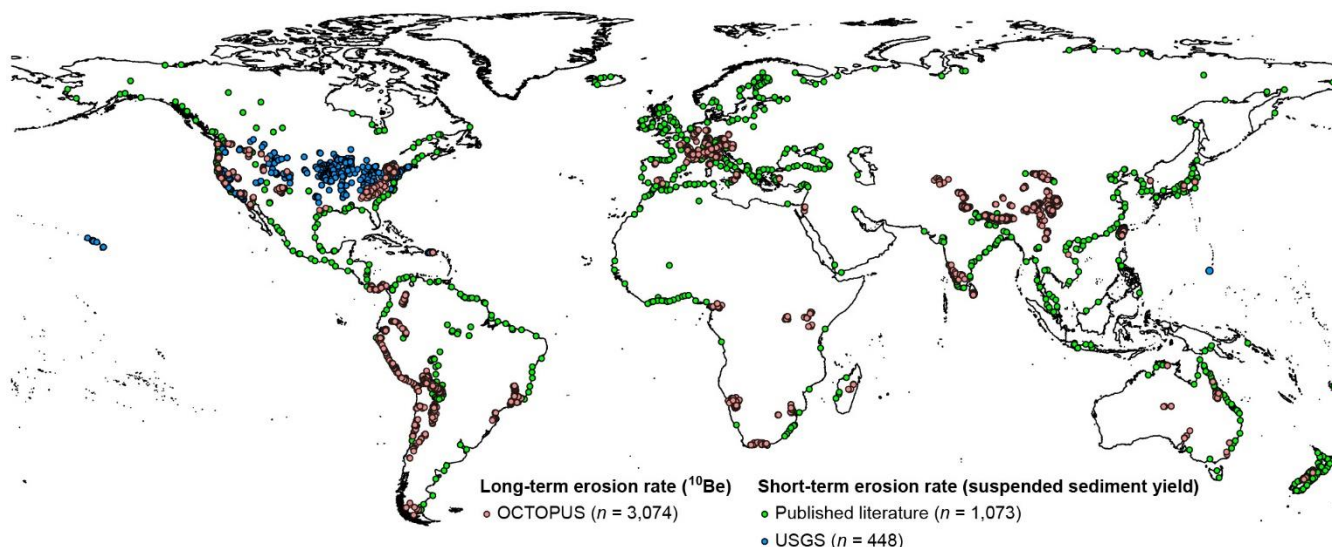 Long-term erosion rate (¹⁰Be)
OCTOPUS (n = 3,074)
Short-term erosion rate (suspended sediment yield)
Published literature (n = 1,073)
USGS (n = 448)